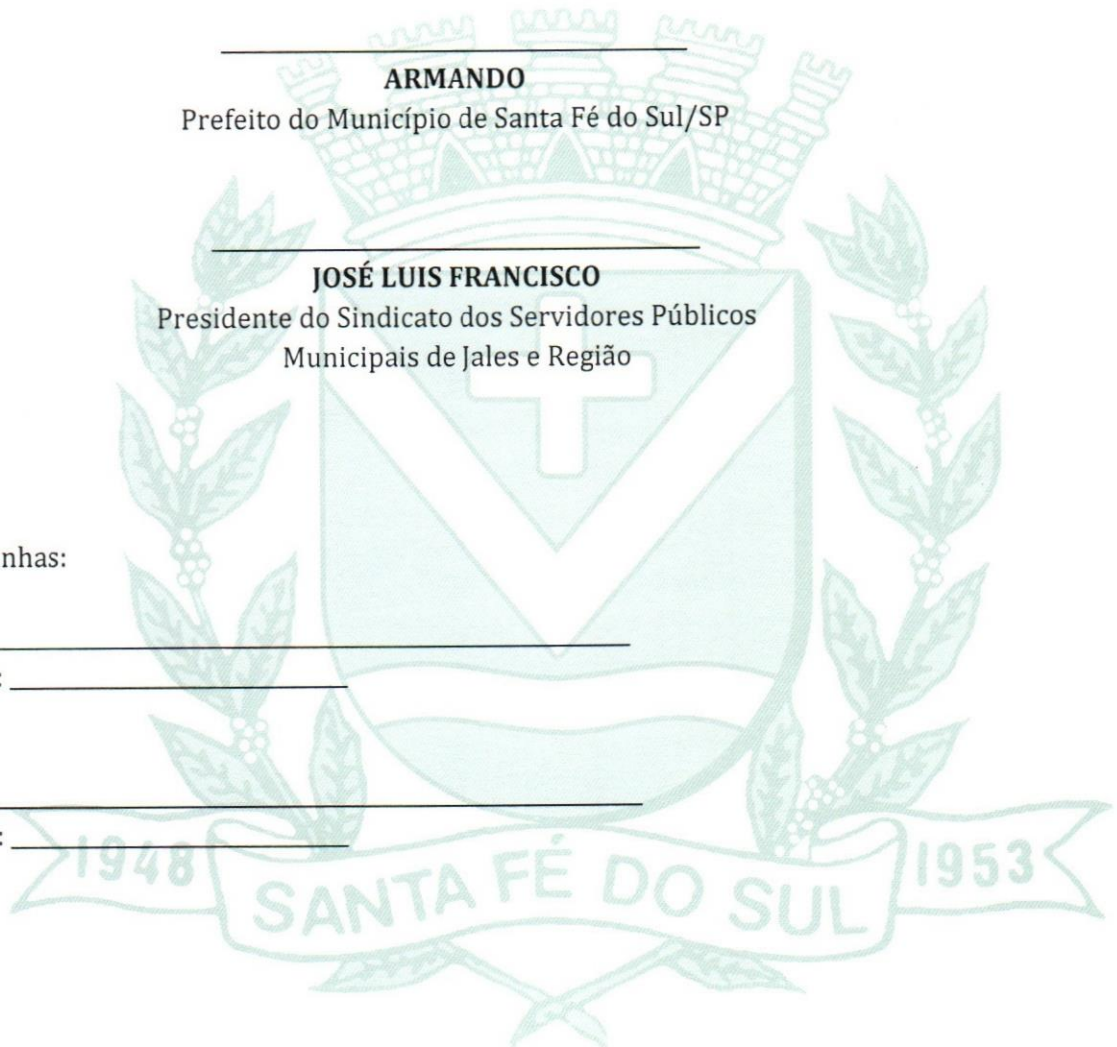 ARMANDO
Prefeito do Município de Santa Fé do Sul/SP
JOSÉ LUIS FRANCISCO
Presidente do Sindicato dos Servidores Públicos
Municipais de Jales e Região
nhas:
:
:
1948
SANTA FÉ DO SUL
1953